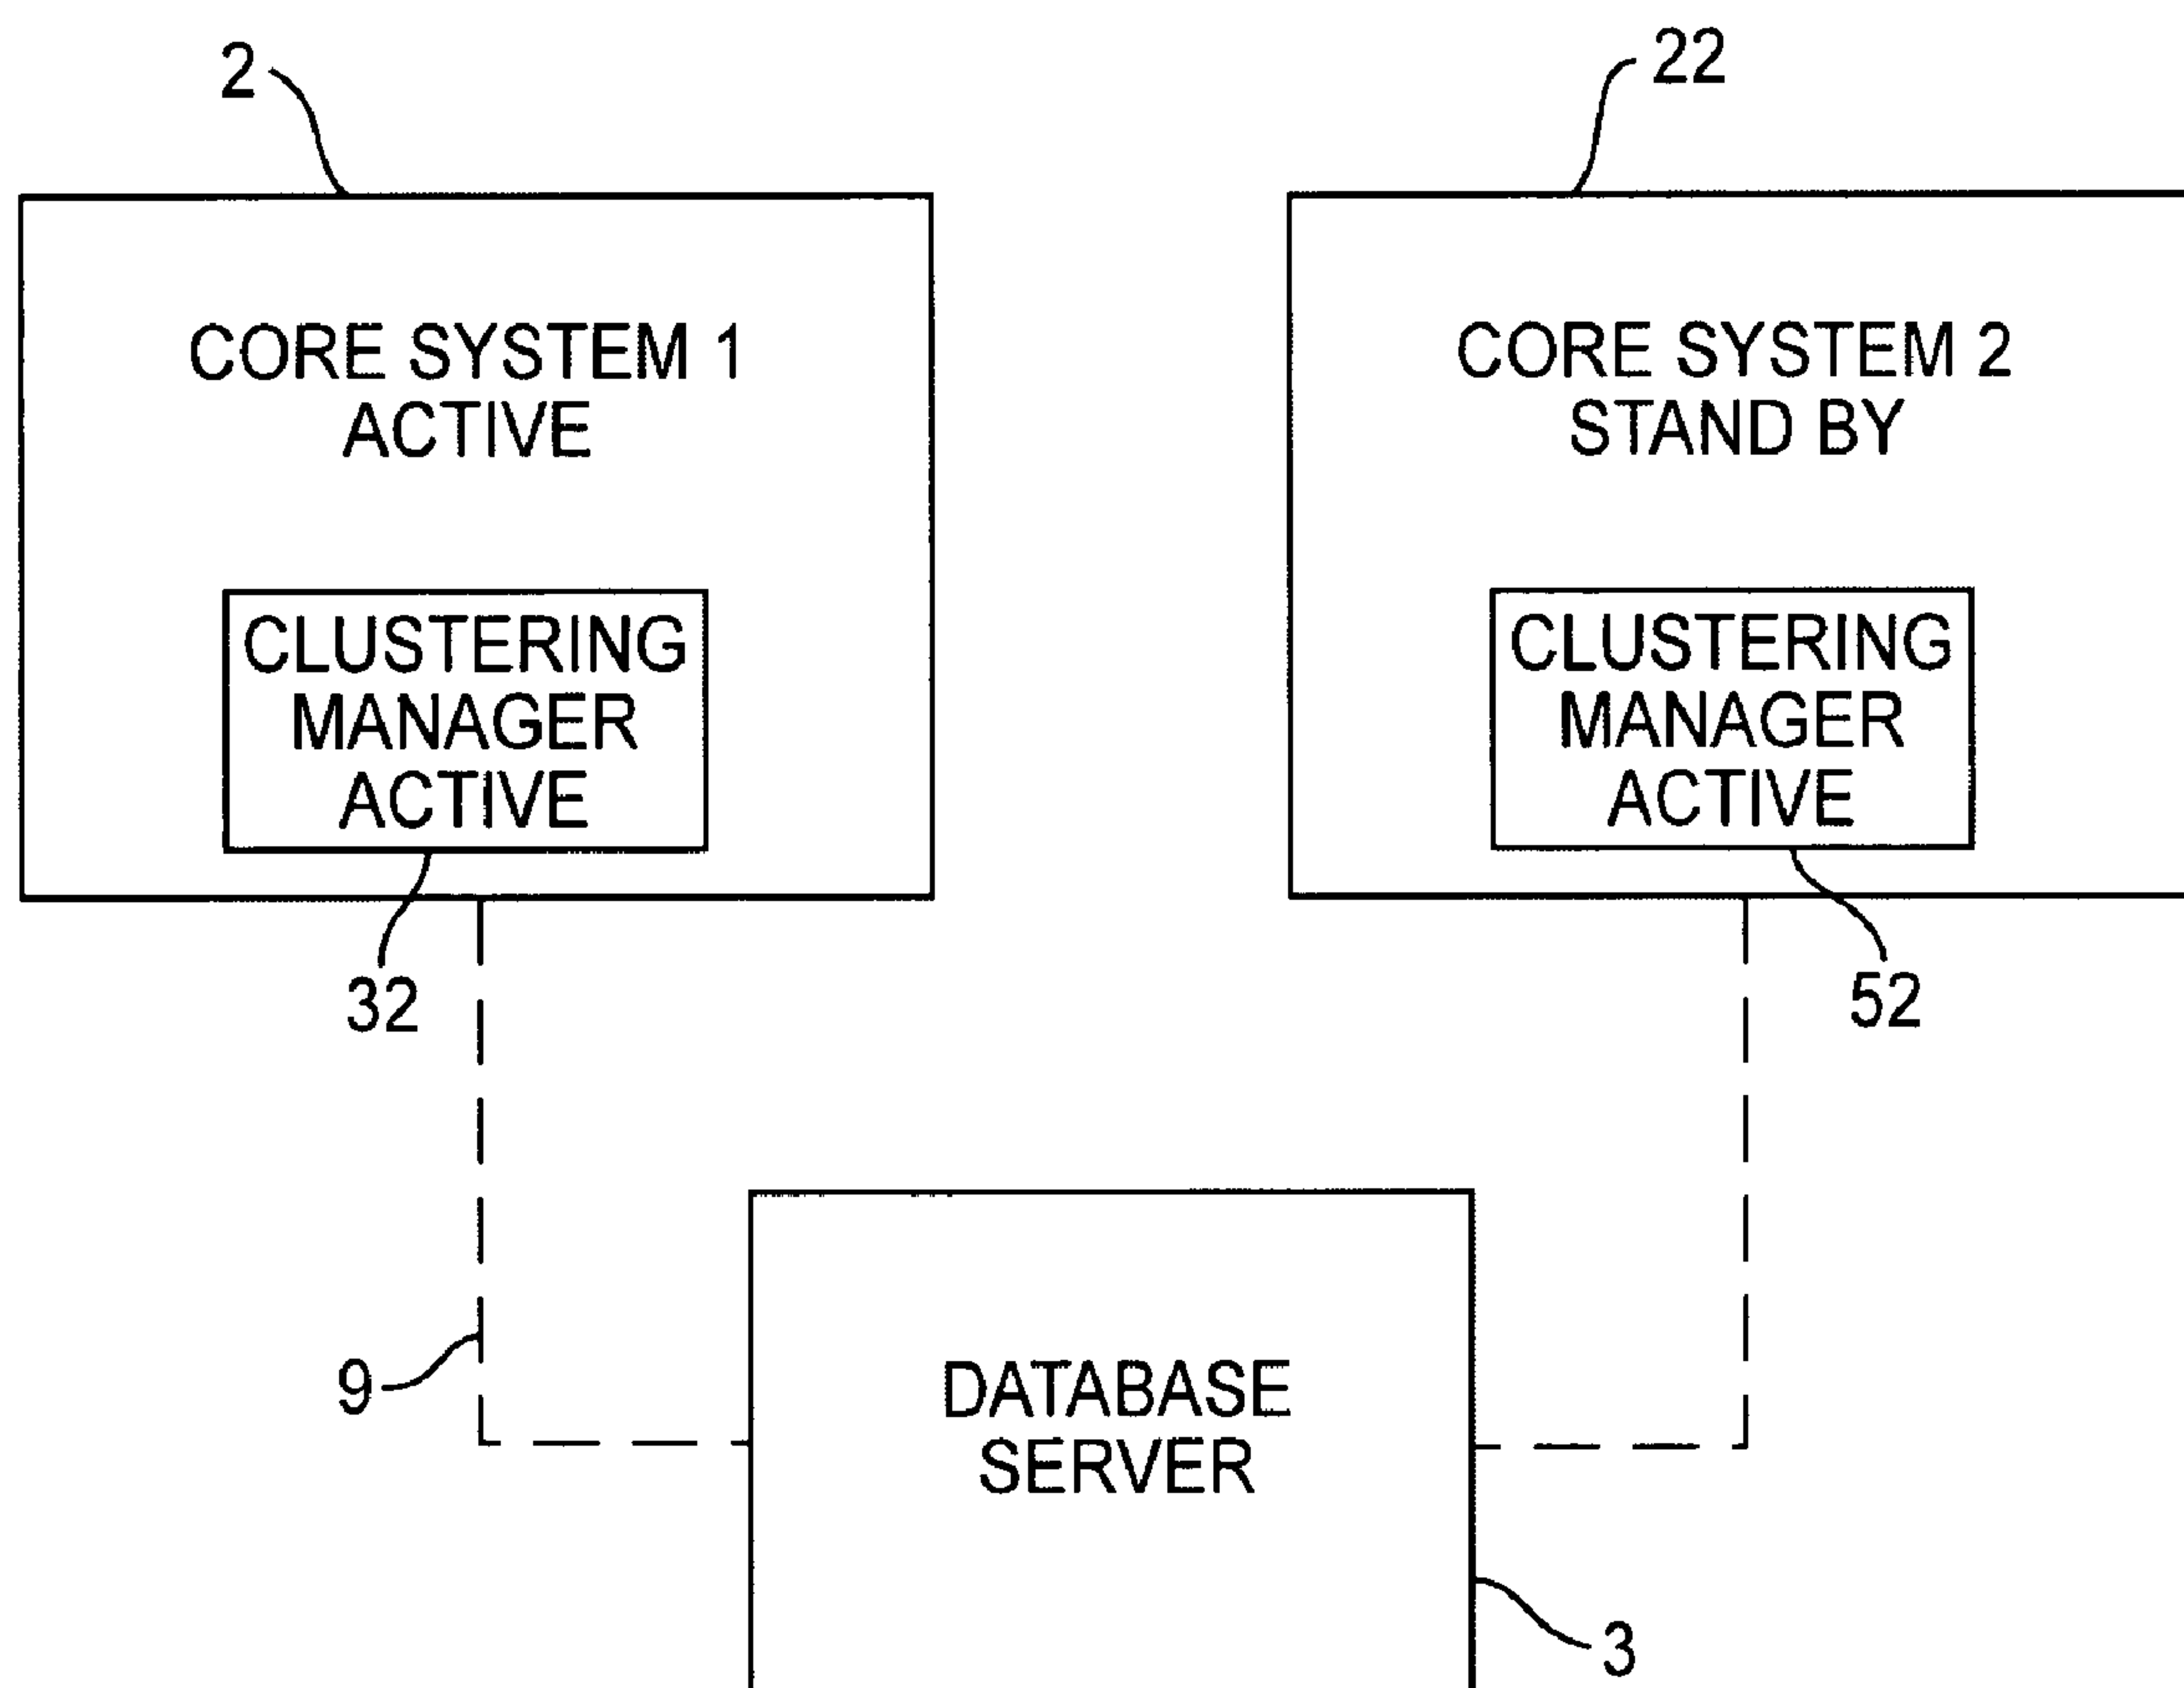 2
22
CORE SYSTEM 1
ACTIVE
CORE SYSTEM 2
STAND BY
CLUSTERING
MANAGER
ACTIVE
CLUSTERING
MANAGER
ACTIVE
32
52
9
DATABASE
SERVER
3